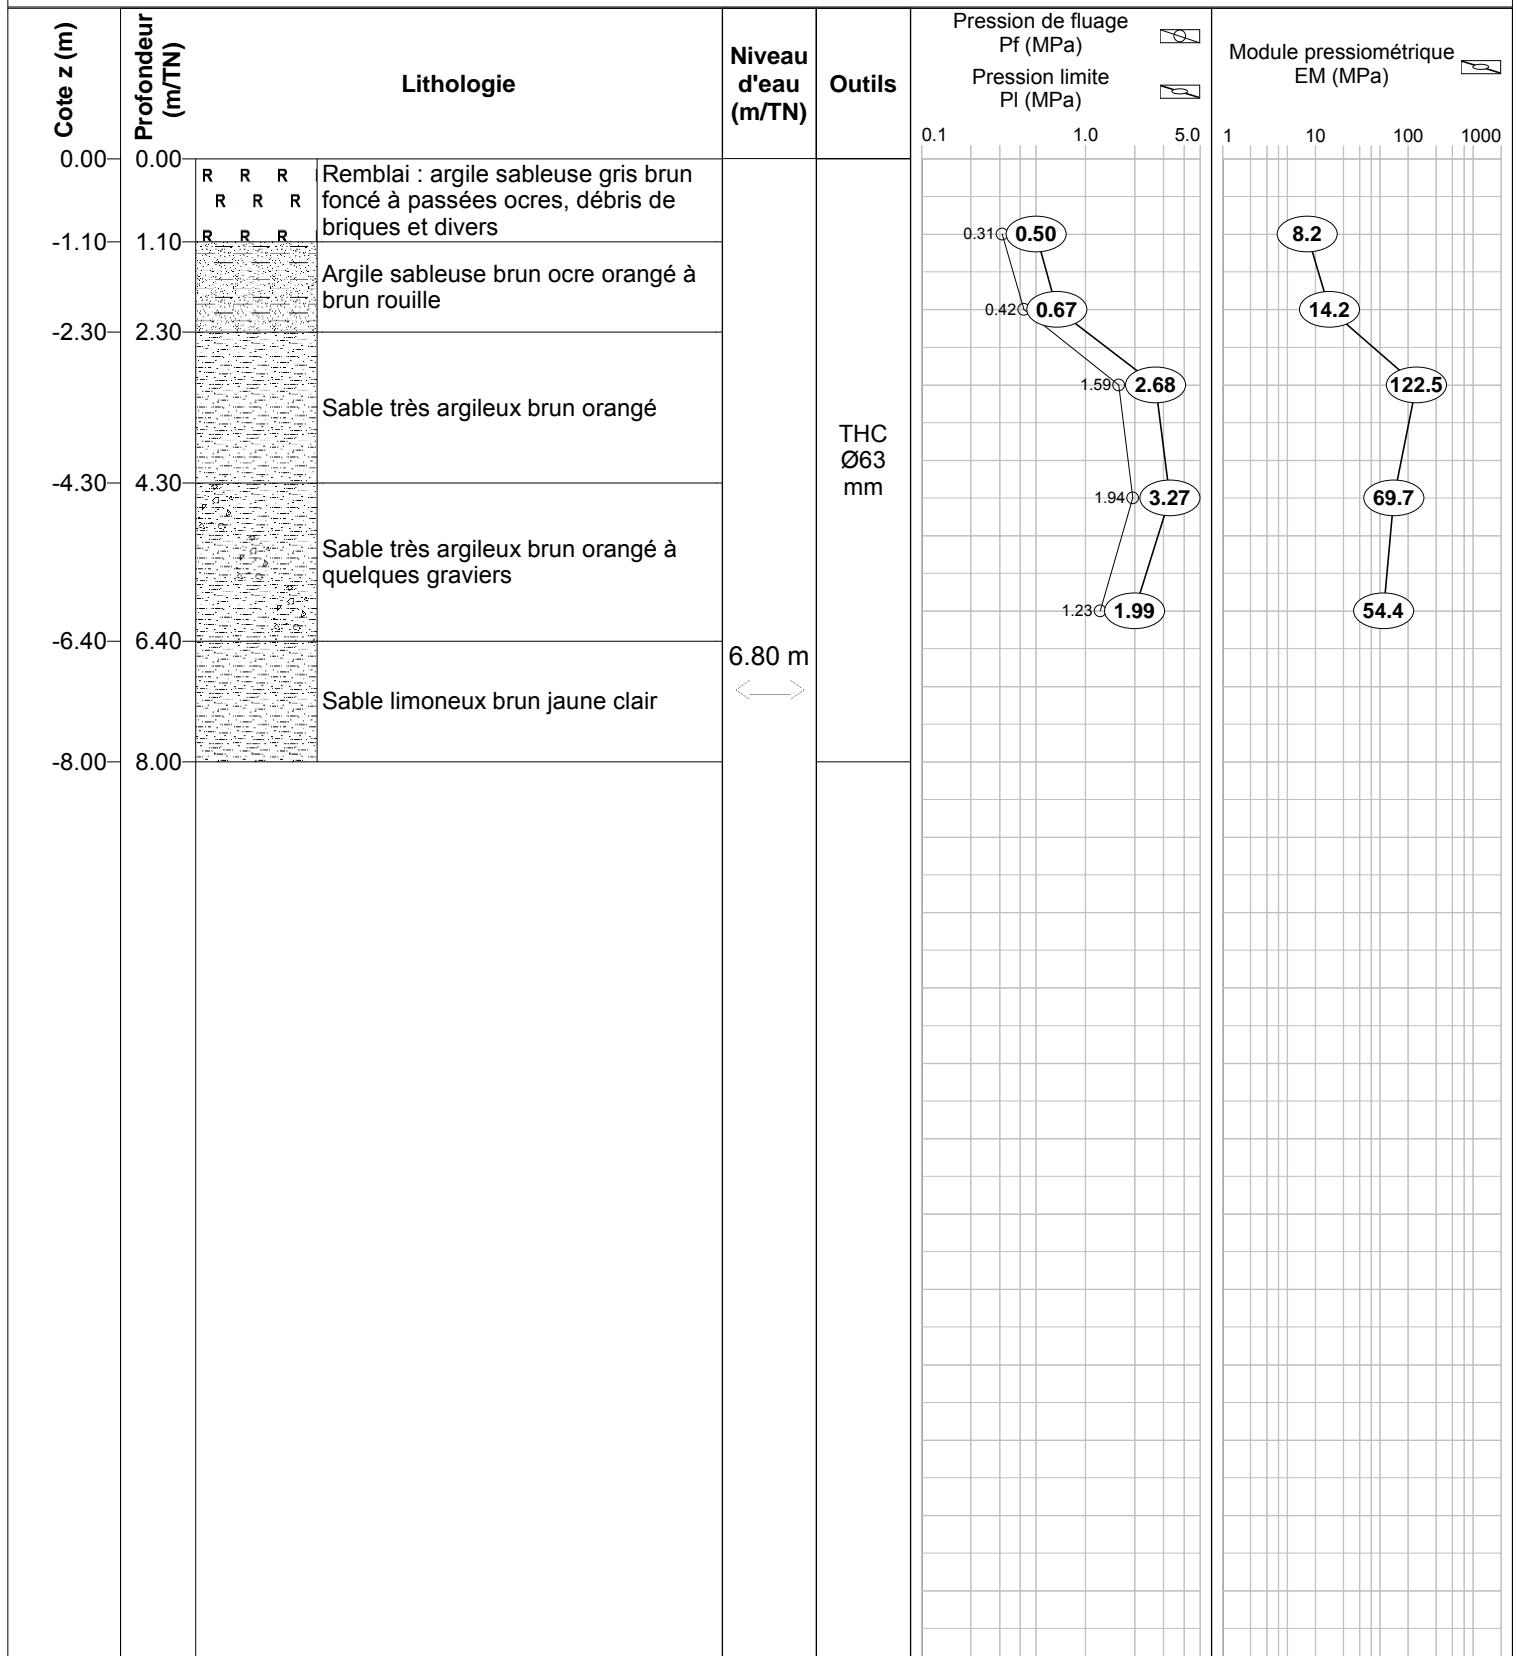 Cote z (m)
Profondeur
(m/TN)
Lithologie
Niveau
d'eau
(m/TN)
Outils
Pression de fluage
Pf (MPa)
Pression limite
Pl (MPa)
Module pressiométrique
EM (MPa)
0.1 1.0 5.0
1 10 100 1000
0.00 0.00
R R R
R R R
R R R
Remblai : argile sableuse gris brun
foncé à passées ocres, débris de
briques et divers
0.31 0.50 8.2
-1.10 1.10
Argile sableuse brun ocre orangé à
brun rouille
0.42 0.67 14.2
-2.30 2.30
1.59 2.68 122.5
Sable très argileux brun orangé
THC
Ø63
mm
-4.30 4.30
1.94 3.27 69.7
Sable très argileux brun orangé à
quelques graviers
1.23 1.99 54.4
-6.40 6.40
6.80 m
Sable limoneux brun jaune clair
-8.00 8.00